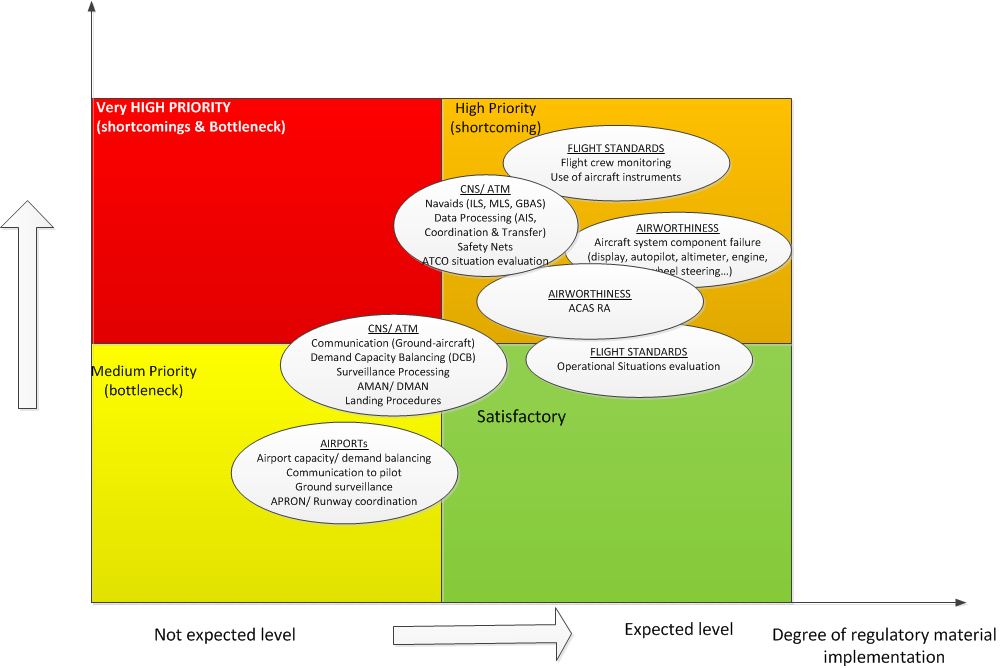 Very HIGH PRIORITY
(shortcomings & Bottleneck)
High Priority
(shortcoming)
FLIGHT STANDARDS
Flight crew monitoring
Use of aircraft instruments
CNS/ ATM
Navaids (ILS, MLS, GBAS)
Data Processing (AIS,
Coordination & Transfer)
Safety Nets
ATCO situation evaluation
AIRWORTHINESS
Aircraft system component failure
(display, autopilot, altimeter, engine,
steering…)
AIRWORTHINESS
ACAS RA
CNS/ ATM
Communication (Ground-aircraft)
Demand Capacity Balancing (DCB)
Surveillance Processing
AMAN/ DMAN
Landing Procedures
FLIGHT STANDARDS
Operational Situations evaluation
Medium Priority
(bottleneck)
Satisfactory
AIRPORTs
Airport capacity/ demand balancing
Communication to pilot
Ground surveillance
APRON/ Runway coordination
Not expected level
Expected level
Degree of regulatory material
implementation